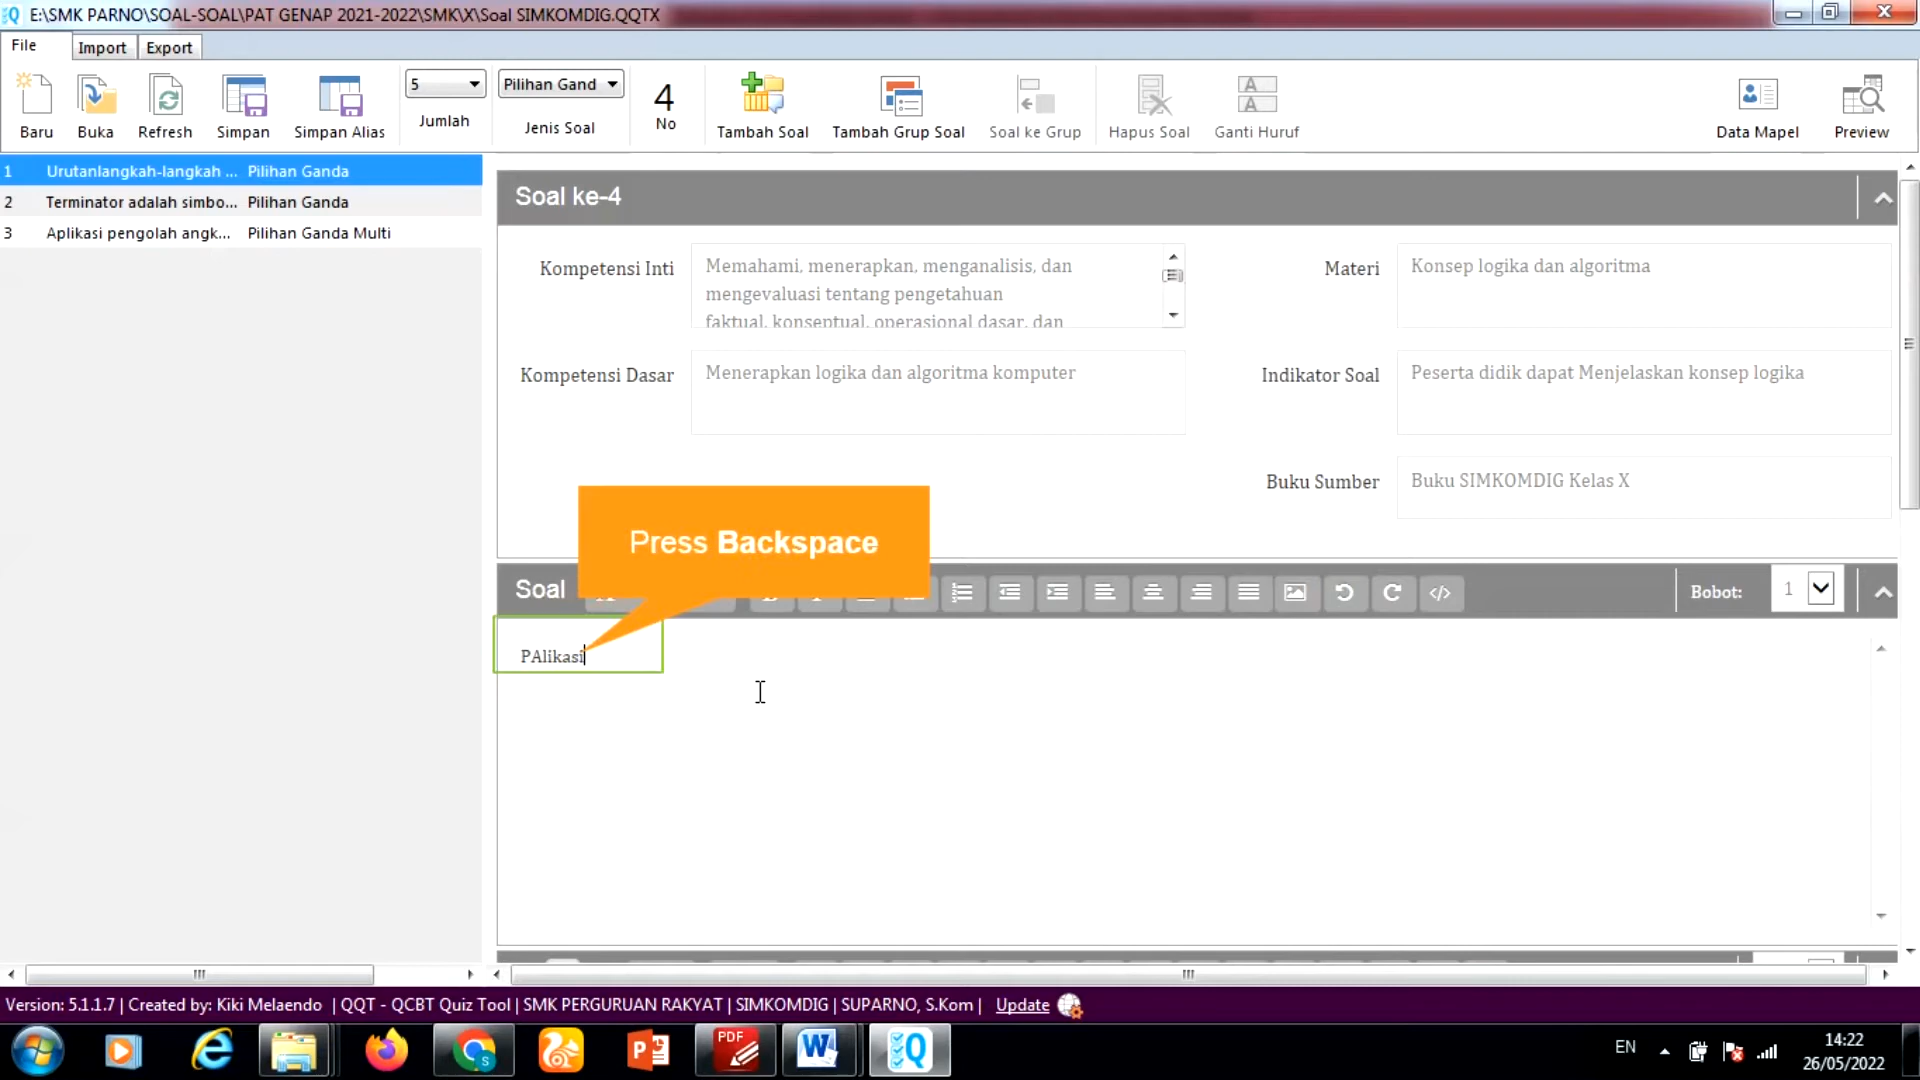 E:\SMK PARNO\SOAL-SOAL\PAT GENAP 2021-2022\SMK\X\Soal SIMKOMDIG.QQTX
File
Import
Export
Baru
Buka
Refresh
Simpan
Simpan Alias
5
Jumlah
Pilihan Gand
Jenis Soal
4
No
Tambah Soal
Tambah Grup Soal
Soal ke Grup
Hapus Soal
A
A
Ganti Huruf
Data Mapel
Preview
1 Urutanlangkah-langkah ... Pilihan Ganda
2 Terminator adalah simbo... Pilihan Ganda
3 Aplikasi pengolah angk... Pilihan Ganda Multi
Soal ke-4
Kompetensi Inti
Memahami, menerapkan, menganalisis, dan
mengevaluasi tentang pengetahuan
faktual, konseptual, operasional dasar, dan
Materi
Konsep logika dan algoritma
Kompetensi Dasar
Menerapkan logika dan algoritma komputer
Indikator Soal
Peserta didik dapat Menjelaskan konsep logika
Buku Sumber
Buku SIMKOMDIG Kelas X
Press Backspace
Soal
Bobot:
1
PAlikasi
Version: 5.1.1.7 | Created by: Kiki Melaendo | QQT - QCBT Quiz Tool | SMK PERGURUAN RAKYAT | SIMKOMDIG | SUPARNO, S.Kom | Update
PDF
EN
14:22
26/05/2022